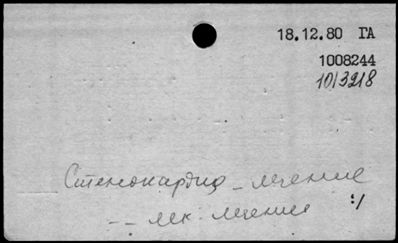 18.12.80 ГА
1008244
10/3218
Стенокардия - лечение
-- лек. лечение :/